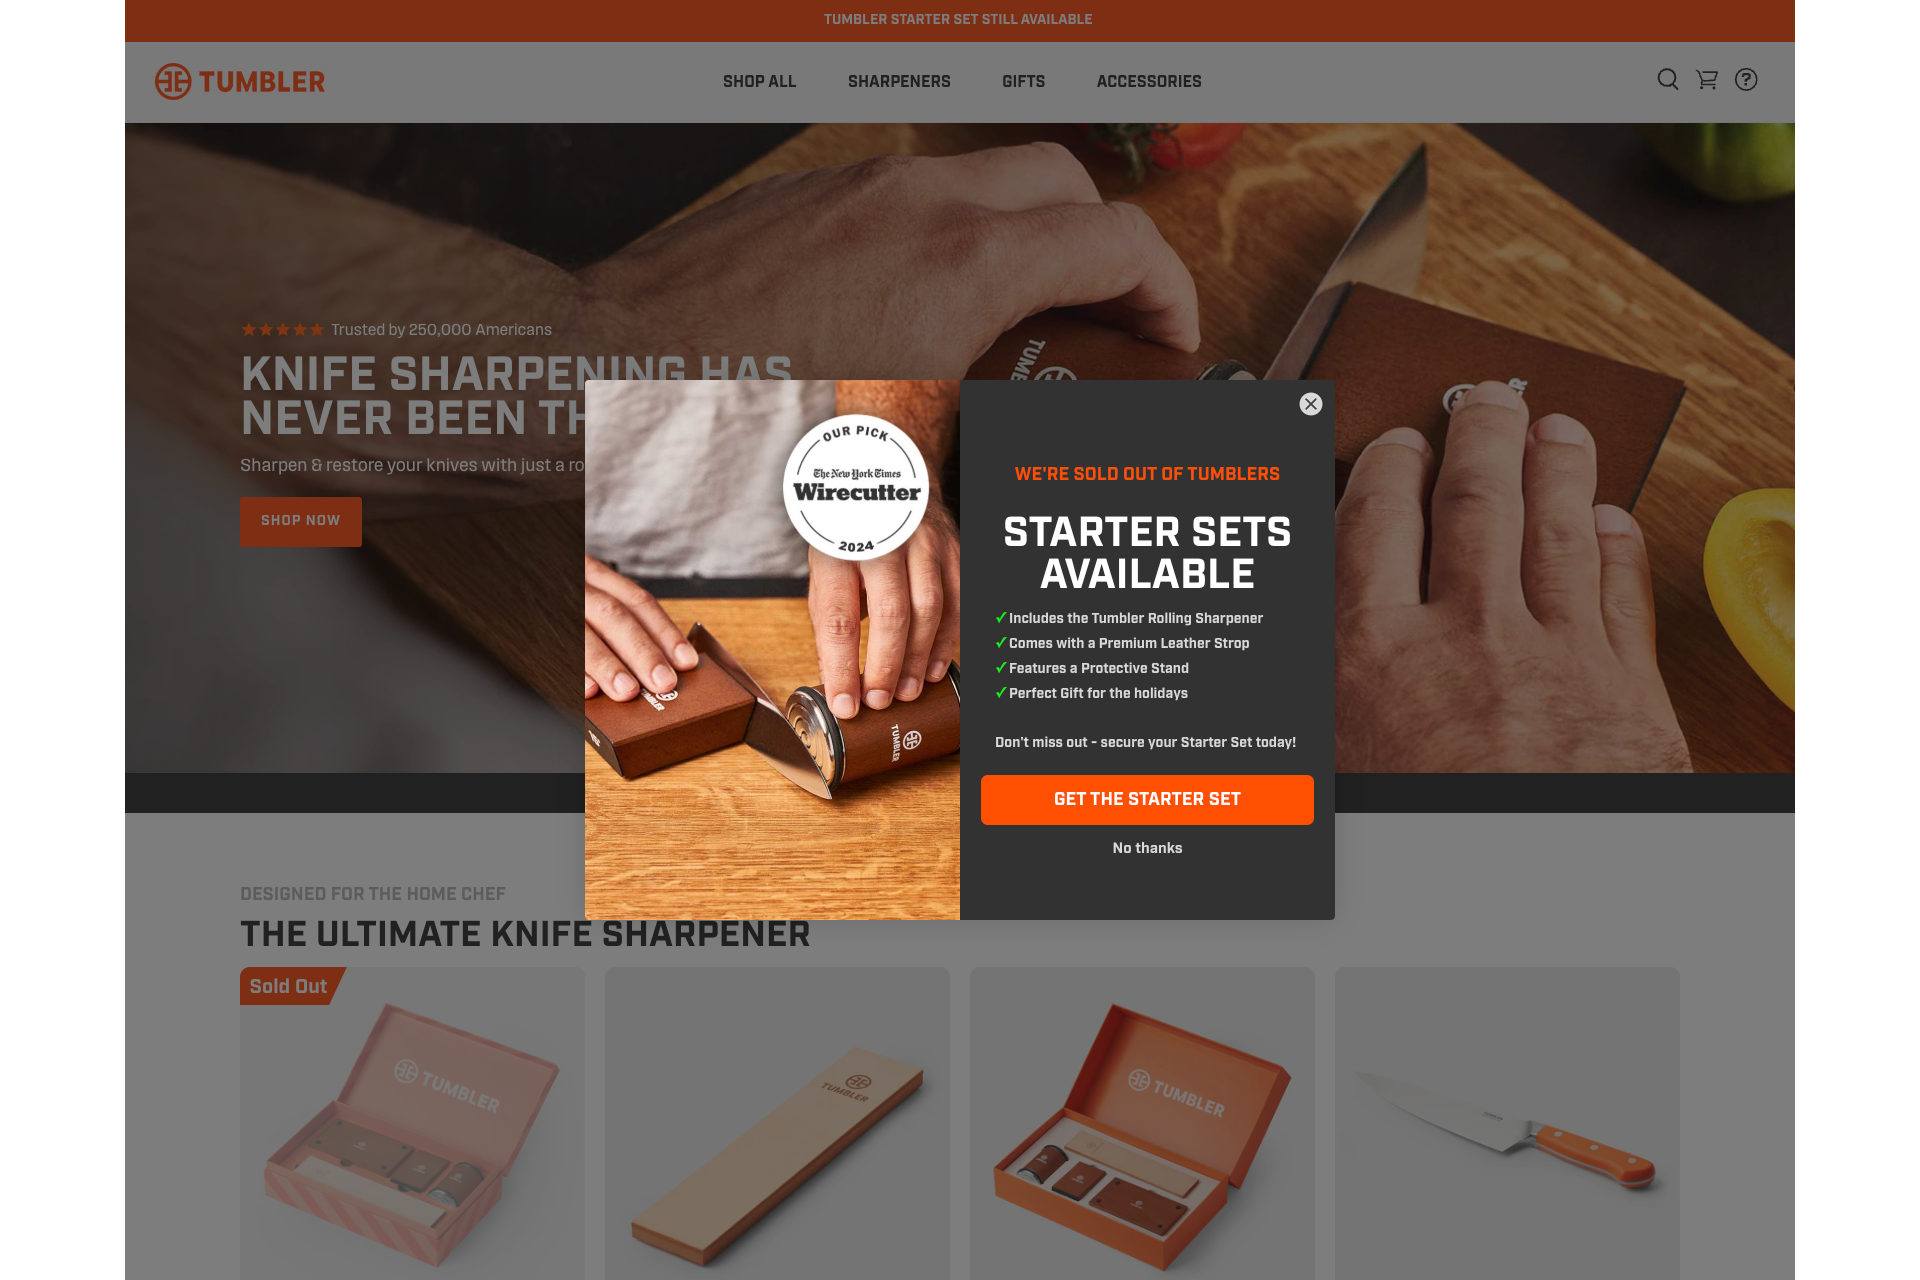 TUMBLER STARTER SET STILL AVAILABLE
TUMBLER
SHOP ALL
SHARPENERS
GIFTS
ACCESSORIES
Trusted by 250,000 Americans
KNIFE SHARPENING HAS
NEVER BEEN TH
Sharpen & restore your knives with just a ro
SHOP NOW
TUMB
OUR PICK
The New York Times
Wirecutter
2024
TUMBLER
TUMBLER
WE'RE SOLD OUT OF TUMBLERS
STARTER SETS
AVAILABLE
✓Includes the Tumbler Rolling Sharpener
✓Comes with a Premium Leather Strop
✓Features a Protective Stand
✓Perfect Gift for the holidays
Don't miss out - secure your Starter Set today!
GET THE STARTER SET
No thanks
DESIGNED FOR THE HOME CHEF
THE ULTIMATE KNIFE SHARPENER
Sold Out
TUMBLER
TUMBLER
TUMBLER